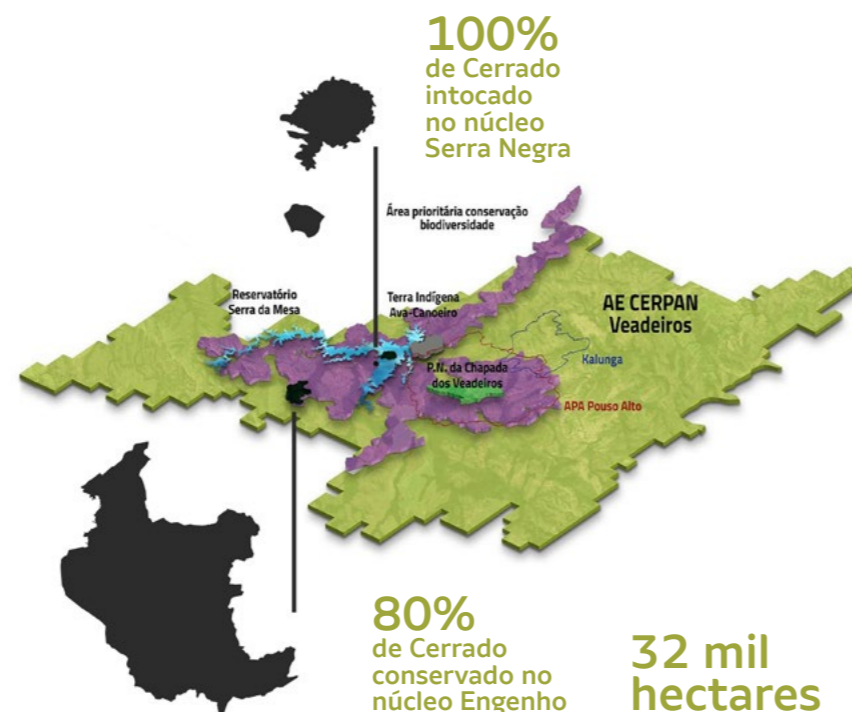 100%
de Cerrado
intocado
no núcleo
Serra Negra
Área prioritária conservação
biodiversidade
Reservatório
Serra da Mesa
Terra Indígena
Ava-Canoeiro
AE CERPAN
Veadeiros
Kalunga
P.N. da Chapada
dos Veadeiros
APA Pouso Alto
80%
de Cerrado
conservado no
núcleo Engenho
32 mil
hectares